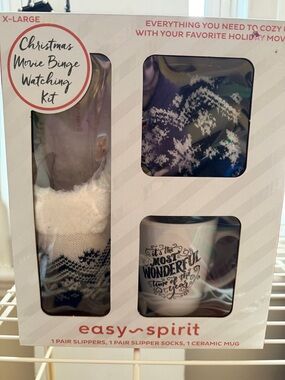 X-LARGE
Christmas
Movie Binge
Watching
Kit
EVERYTHING YOU NEED TO COZY
WITH YOUR FAVORITE HOLIDAY MOV
it's the
MOST
WONDERFUL
time of the
year
easy~spirit
1 PAIR SLIPPERS, 1 PAIR SLIPPER SOCKS, 1 CERAMIC MUG